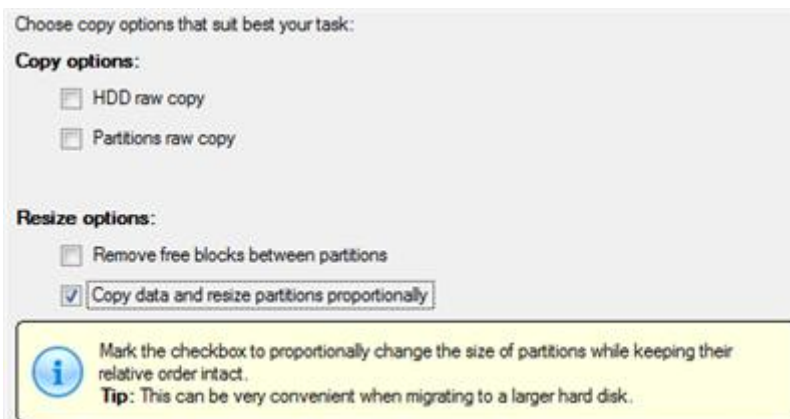 Choose copy options that suit best your task:
Copy options:
HDD raw copy
Partitions raw copy
Resize options:
Remove free blocks between partitions
Copy data and resize partitions proportionally
Mark the checkbox to proportionally change the size of partitions while keeping their
relative order intact.
Tip: This can be very convenient when migrating to a larger hard disk.